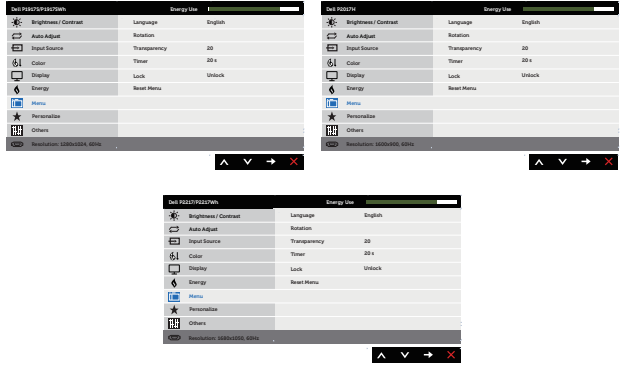 Dell P1917S/P1917SWh Energy Use
Brightness / Contrast Language English
Auto Adjust Rotation
Input Source Transparency 20
Color Timer 20 s
Display Lock Unlock
Energy Reset Menu
Menu
Personalize
Others
Resolution: 1280x1024, 60Hz
Dell P2017H Energy Use
Brightness / Contrast Language English
Auto Adjust Rotation
Input Source Transparency 20
Color Timer 20 s
Display Lock Unlock
Energy Reset Menu
Menu
Personalize
Others
Resolution: 1600x900, 60Hz
Dell P2217/P2217Wh Energy Use
Brightness / Contrast Language English
Auto Adjust Rotation
Input Source Transparency 20
Color Timer 20 s
Display Lock Unlock
Energy Reset Menu
Menu
Personalize
Others
Resolution: 1680x1050, 60Hz